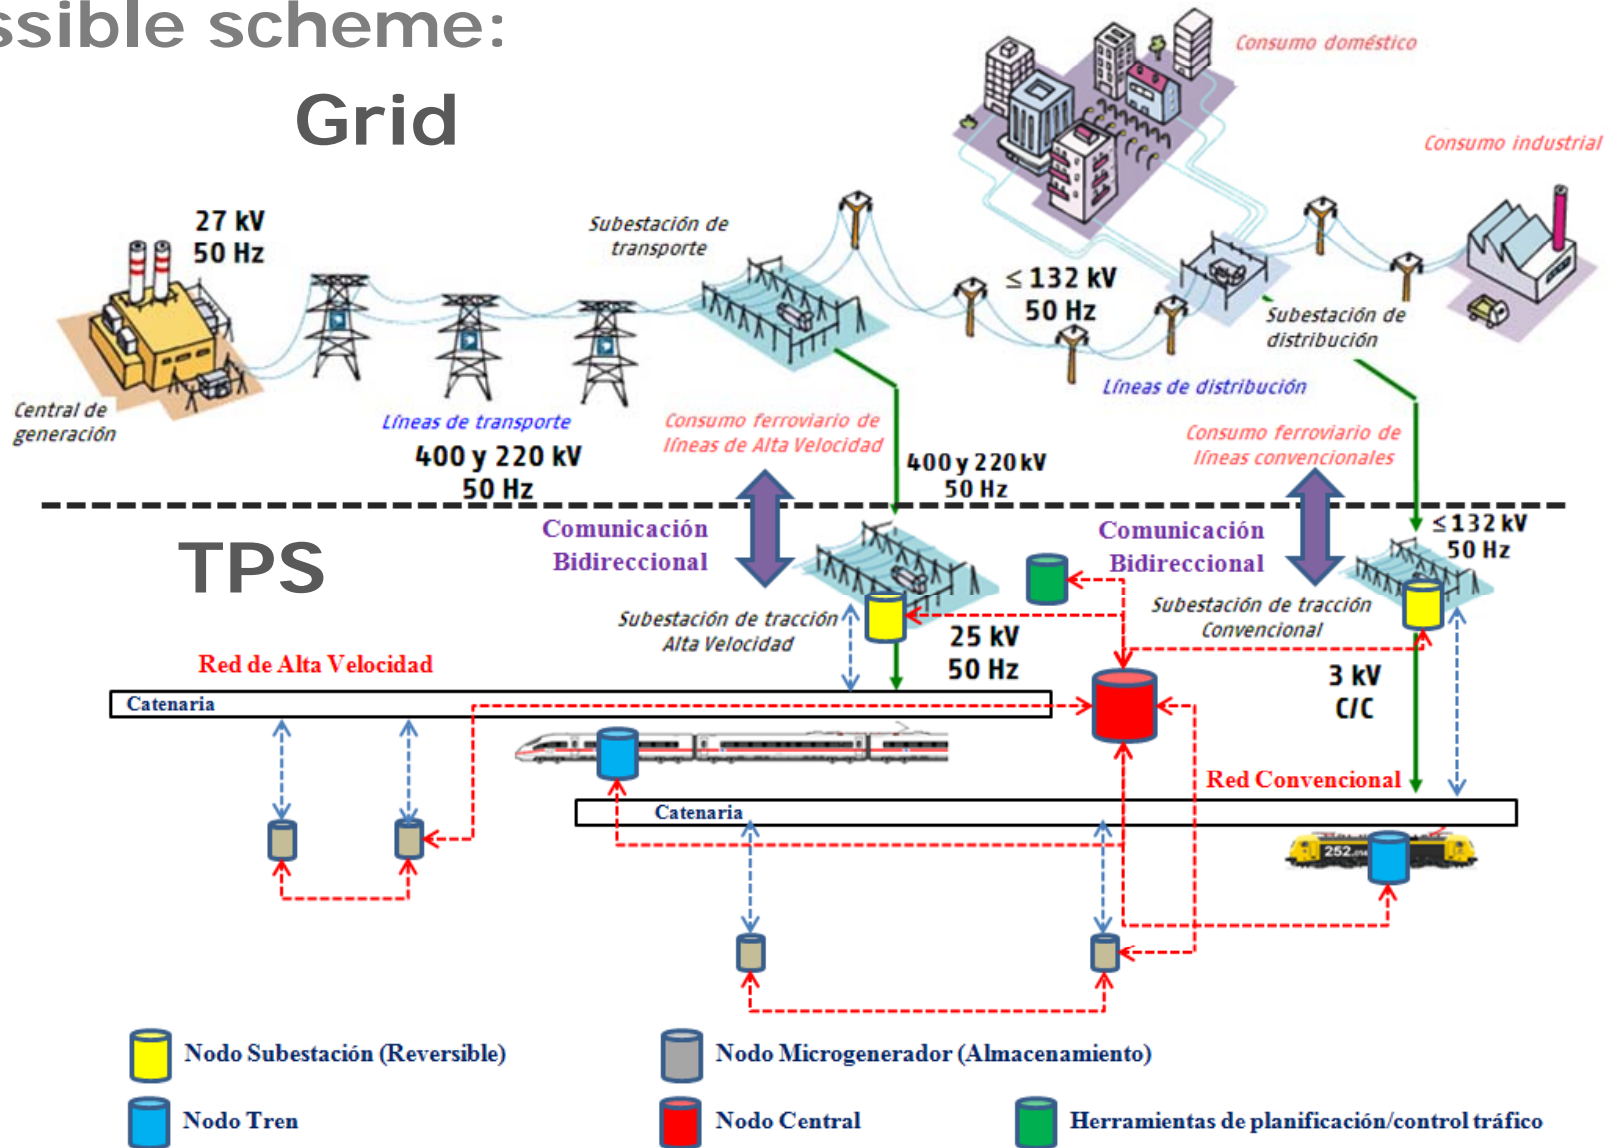 ssible scheme:
Grid
Consumo doméstico
Consumo industrial
27 kV
50 Hz
Subestación de
transporte
≤ 132 kV
50 Hz
Subestación de
distribución
Central de
generación
Líneas de transporte
400 y 220 kV
50 Hz
Consumo ferroviario de
líneas de Alta Velocidad
Líneas de distribución
Consumo ferroviario de
líneas convencionales
400 y 220 kV
50 Hz
TPS
Comunicación
Bidireccional
Comunicación
Bidireccional
≤ 132 kV
50 Hz
Subestación de tracción
Alta Velocidad
25 kV
50 Hz
Subestación de tracción
Convencional
Red de Alta Velocidad
3 kV
C/C
Catenaria
Red Convencional
Catenaria
252.014
Nodo Subestación (Reversible)
Nodo Microgenerador (Almacenamiento)
Nodo Tren
Nodo Central
Herramientas de planificación/control tráfico